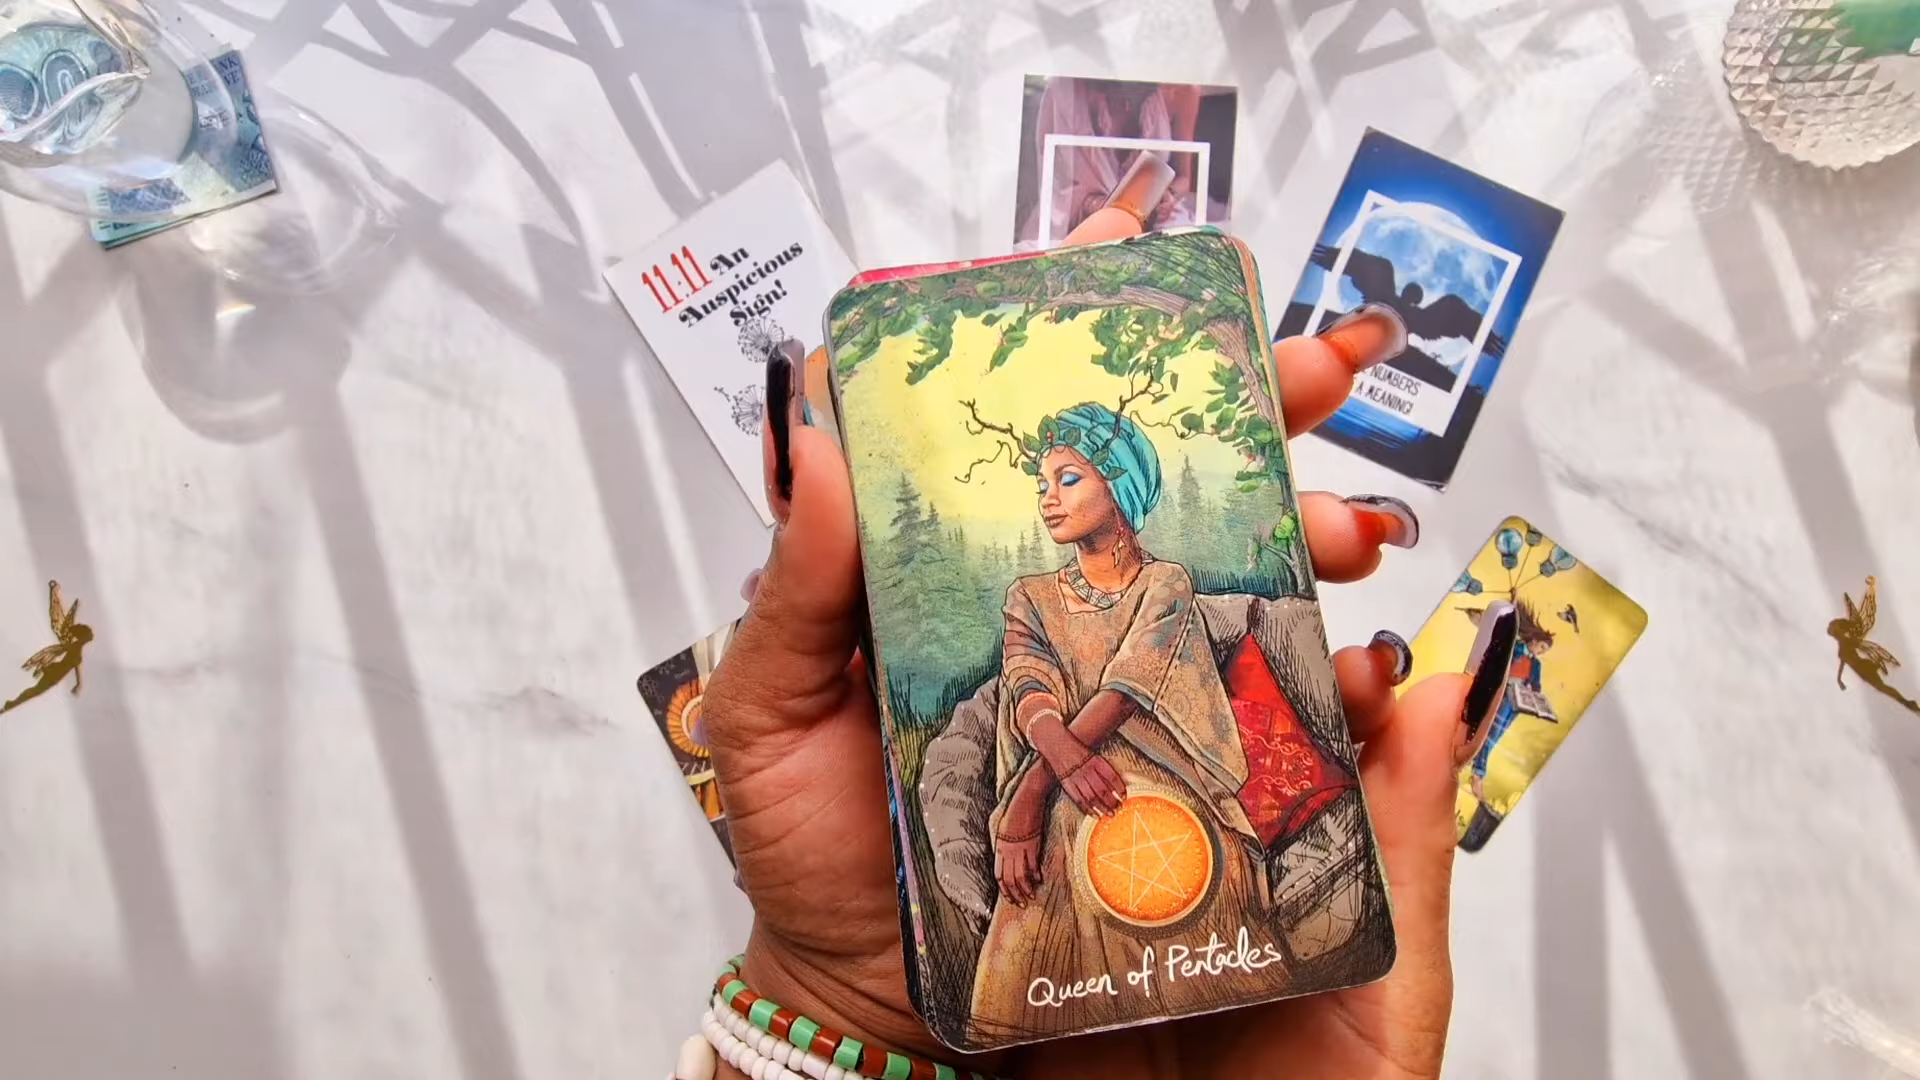 11:11 An
Auspicious
Sign!
NUMBERS
A MEANING!
Queen of Pentacles